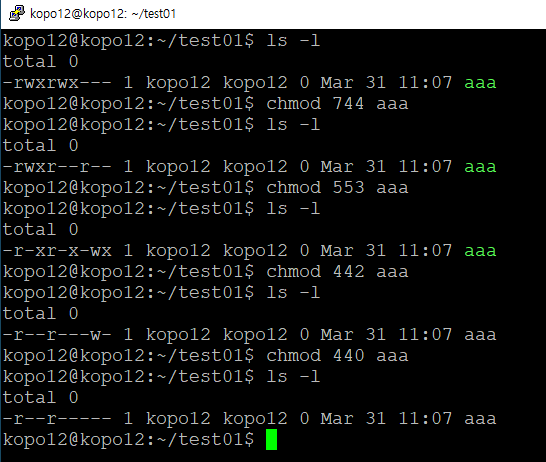 kopo12@kopo12: ~/test01
kopo12@kopo12:~/test01$ ls -l
total 0
-rwxrwx--- 1 kopo12 kopo12 0 Mar 31 11:07 aaa
kopo12@kopo12:~/test01$ chmod 744 aaa
kopo12@kopo12:~/test01$ ls -l
total 0
-rwxr--r-- 1 kopo12 kopo12 0 Mar 31 11:07 aaa
kopo12@kopo12:~/test01$ chmod 553 aaa
kopo12@kopo12:~/test01$ ls -l
total 0
-r-xr-x-wx 1 kopo12 kopo12 0 Mar 31 11:07 aaa
kopo12@kopo12:~/test01$ chmod 442 aaa
kopo12@kopo12:~/test01$ ls -l
total 0
-r--r---w- 1 kopo12 kopo12 0 Mar 31 11:07 aaa
kopo12@kopo12:~/test01$ chmod 440 aaa
kopo12@kopo12:~/test01$ ls -l
total 0
-r--r----- 1 kopo12 kopo12 0 Mar 31 11:07 aaa
kopo12@kopo12:~/test01$